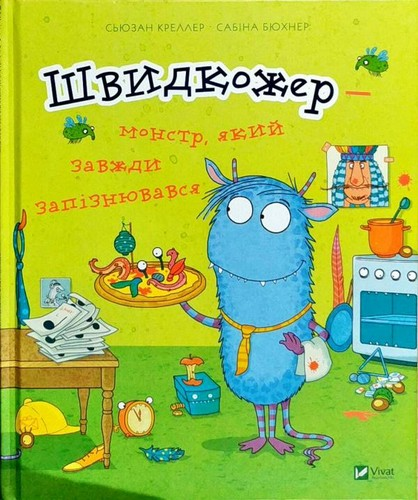 СЬЮЗАН КРЕЛЛЕР · САБІНА БЮХНЕР
ШВИДКОЖЕР –
МОНСТР, ЯКИЙ
ЗАВЖДИ
ЗАПІЗНЮВАВСЯ
Vivat